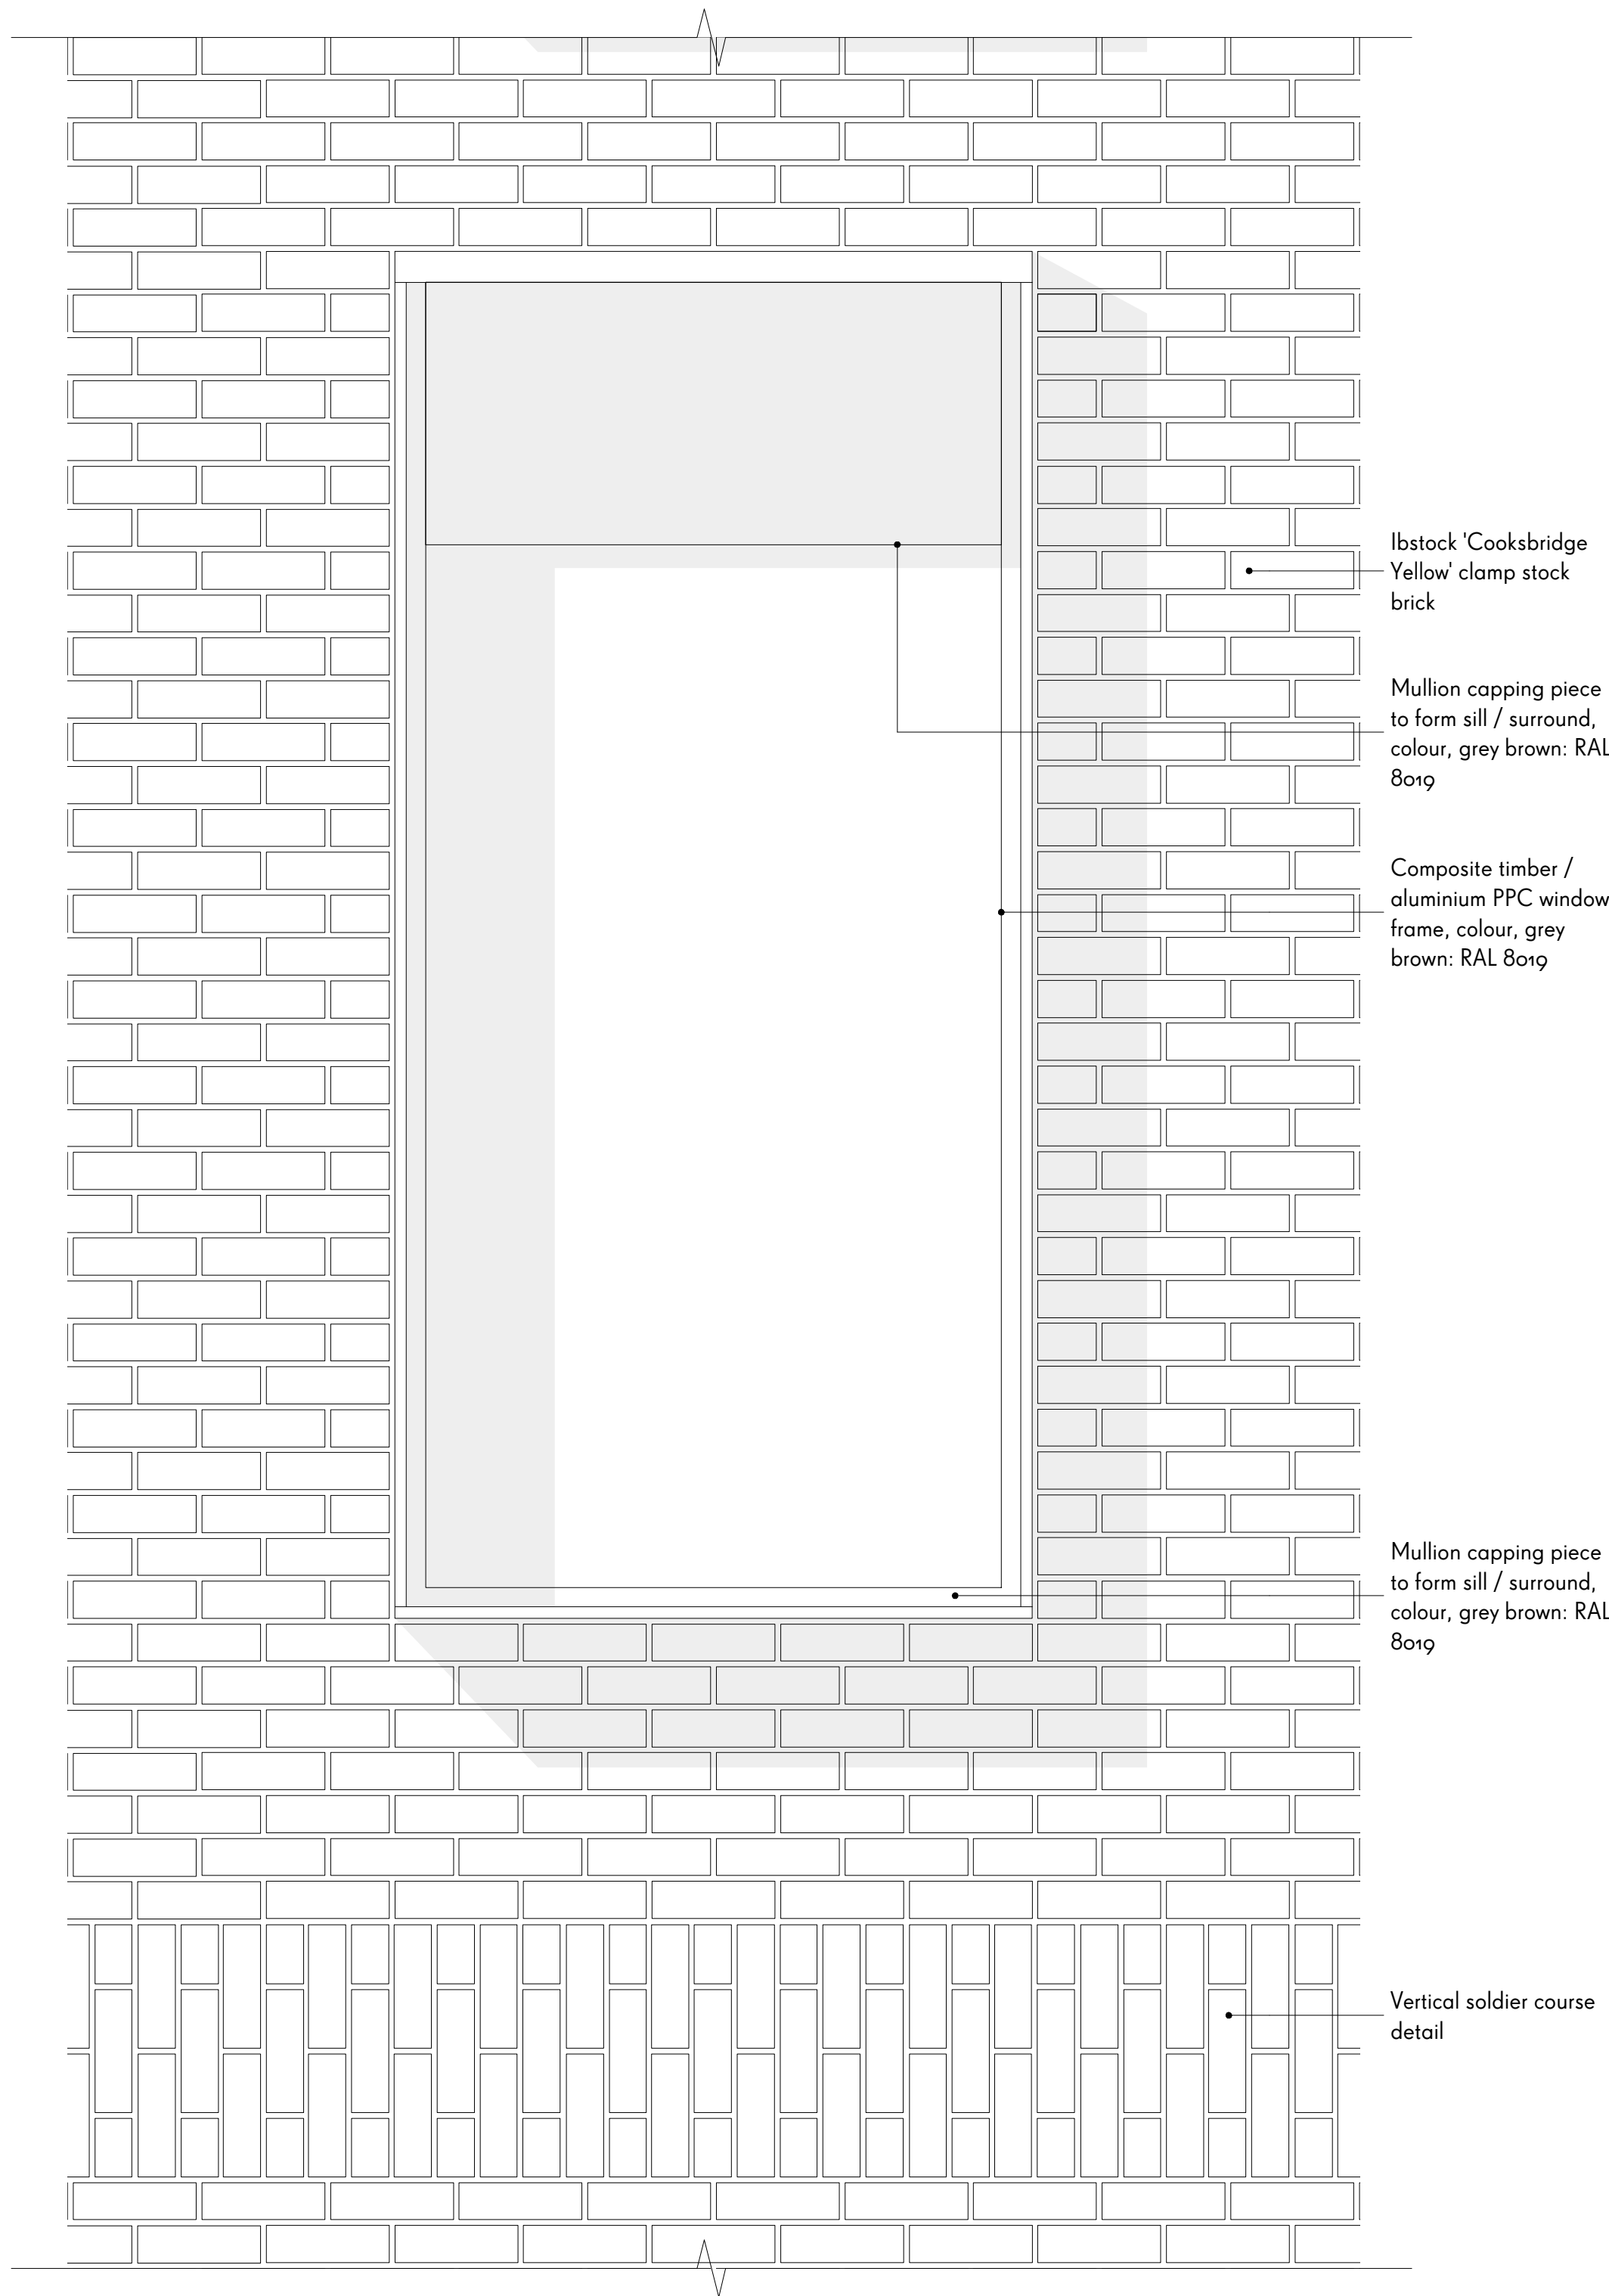 Ibstock 'Cooksbridge
Yellow' clamp stock
brick
Mullion capping piece
to form sill / surround,
colour, grey brown: RAL
8019
Composite timber /
aluminium PPC window
frame, colour, grey
brown: RAL 8019
Mullion capping piece
to form sill / surround,
colour, grey brown: RAL
8019
Vertical soldier course
detail